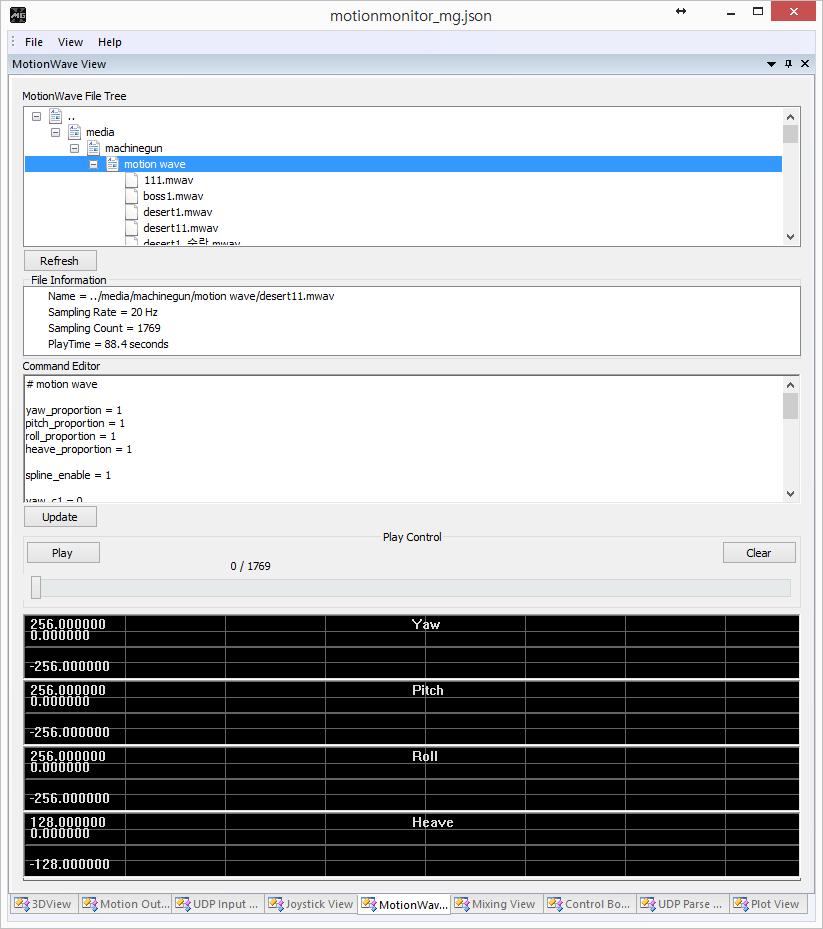 MG
motionmonitor_mg.json
File View Help
MotionWave View
MotionWave File Tree
..
media
machinegun
motion wave
111.mwav
boss1.mwav
desert1.mwav
desert11.mwav
desert1_수락.mwav
Refresh
File Information
Name = ../media/machinegun/motion wave/desert11.mwav
Sampling Rate = 20 Hz
Sampling Count = 1769
PlayTime = 88.4 seconds
Command Editor
# motion wave
yaw_proportion = 1
pitch_proportion = 1
roll_proportion = 1
heave_proportion = 1
spline_enable = 1
yaw_c1 = 0
Update
Play Control
Play
Clear
0 / 1769
256.000000 Yaw
0.000000
-256.000000
256.000000 Pitch
0.000000
-256.000000
256.000000 Roll
0.000000
-256.000000
128.000000 Heave
0.000000
-128.000000
3DView Motion Out... UDP Input ... Joystick View MotionWav... Mixing View Control Bo... UDP Parse ... Plot View